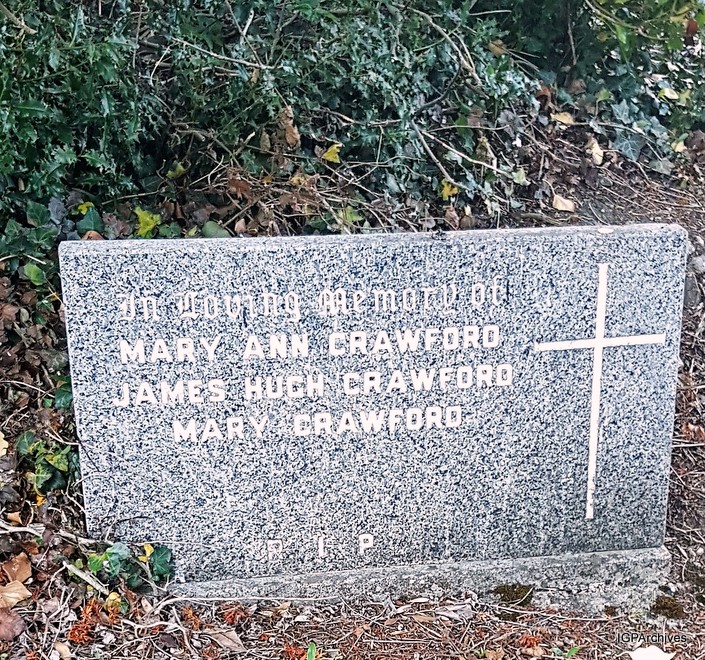 In Loving Memory of
MARY ANN CRAWFORD
JAMES HUGH CRAWFORD
MARY CRAWFORD
R I P
IGPArchives